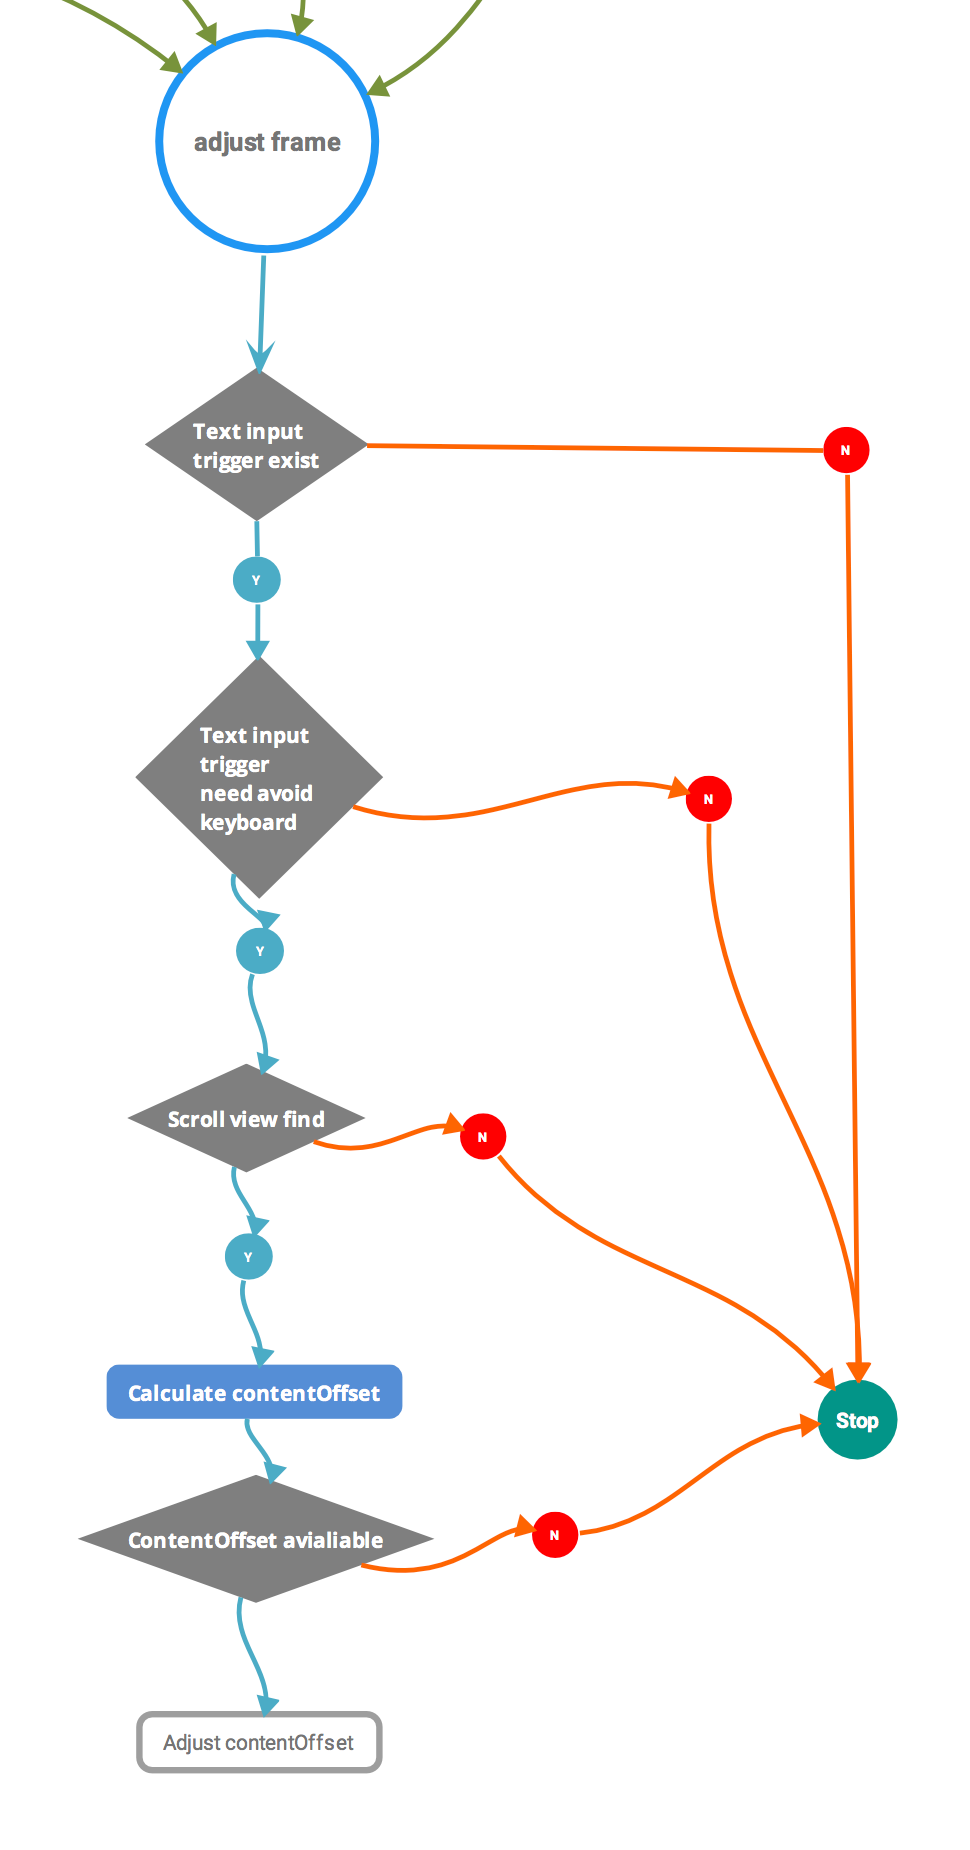 adjust frame
Text input
trigger exist
N
Y
Text input
trigger
need avoid
keyboard
N
Y
Scroll view find
N
Y
Calculate contentOffset
Stop
ContentOffset avialiable
N
Adjust contentOffset